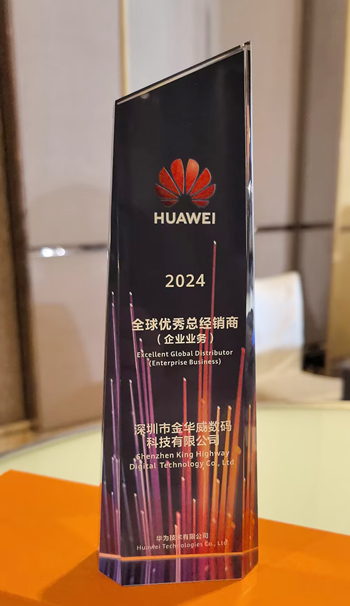 HUAWEI
2024
全球优秀总经销商
（企业业务）
Excellent Global Distributor
(Enterprise Business)
深圳市金华威数码
科技有限公司
Shenzhen King Highway
Digital Technology Co., Ltd
华为技术有限公司
Huawei Technologies Co., Ltd.